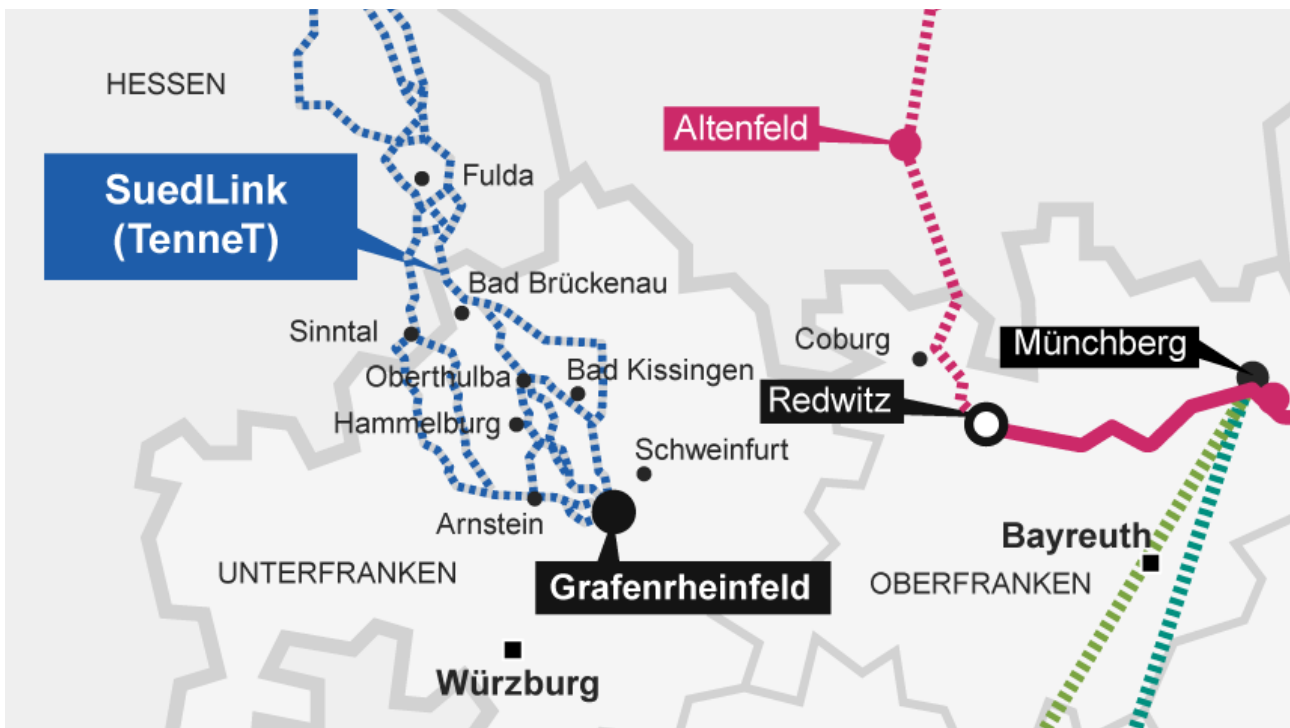 HESSEN
Altenfeld
SuedLink
(TenneT)
Fulda
Bad Brückenau
Sinntal
Coburg
Münchberg
Oberthulba
Bad Kissingen
Redwitz
Hammelburg
Schweinfurt
Arnstein
Bayreuth
UNTERFRANKEN
Grafenrheinfeld
OBERFRANKEN
Würzburg